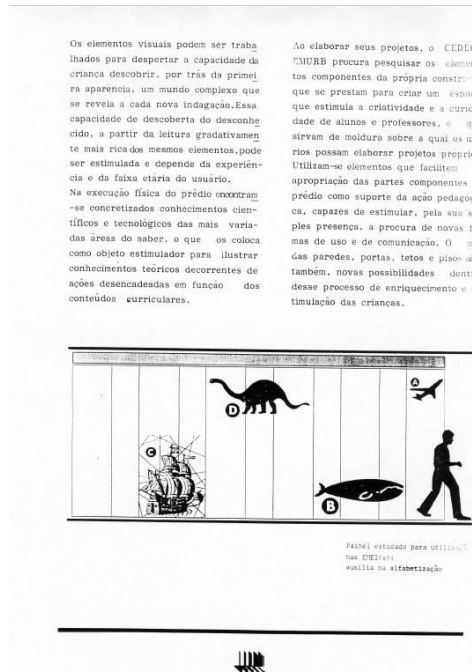 Os elementos visuais podem ser traba
lhados para despertar a capacidade da
criança descobrir, por trás da primei
ra aparência, um mundo complexo que
se revela a cada nova indagação.Essa
capacidade de descoberta do desconhe
cido, a partir da leitura gradativamen
te mais rica dos mesmos elementos,pode
ser estimulada e depende da experiên-
cia e da faixa etária do usuário.
Na execução física do prédio encontram
-se concretizados conhecimentos cien-
tíficos e tecnológicos das mais varia-
das áreas do saber, o que os coloca
como objeto estimulador para ilustrar
conhecimentos teóricos decorrentes de
ações desencadeadas em função dos
conteúdos curriculares.
Ao elaborar seus projetos, o CEDEC
EMURB procura pesquisar os elemen
tos componentes da própria constru
que se prestam para criar um espaç
que estimula a criatividade e a curio
dade de alunos e professores, e q
sirvam de moldura sobre a qual os u
rios possam elaborar projetos própri
Utilizam-se elementos que facilitem
apropriação das partes componentes
prédio como suporte da ação pedagóg
ca, capazes de estimular, pela sua s
ples presença, a procura de novas f
mas de uso e de comunicação. O
das paredes, portas, tetos e pisos
também, novas possibilidades dent
desse processo de enriquecimento e
timulação das crianças.
A
D
C
B
Painel estudado para
nas EMEI(s):
auxilia na alfabetização